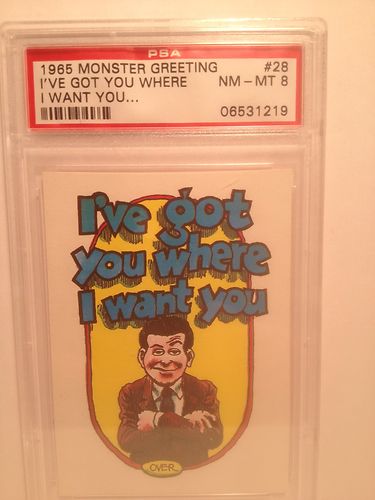 PSA
1965 MONSTER GREETING #28
I'VE GOT YOU WHERE NM-MT 8
I WANT YOU...
06531219
I've got
you where
I want you
OVER